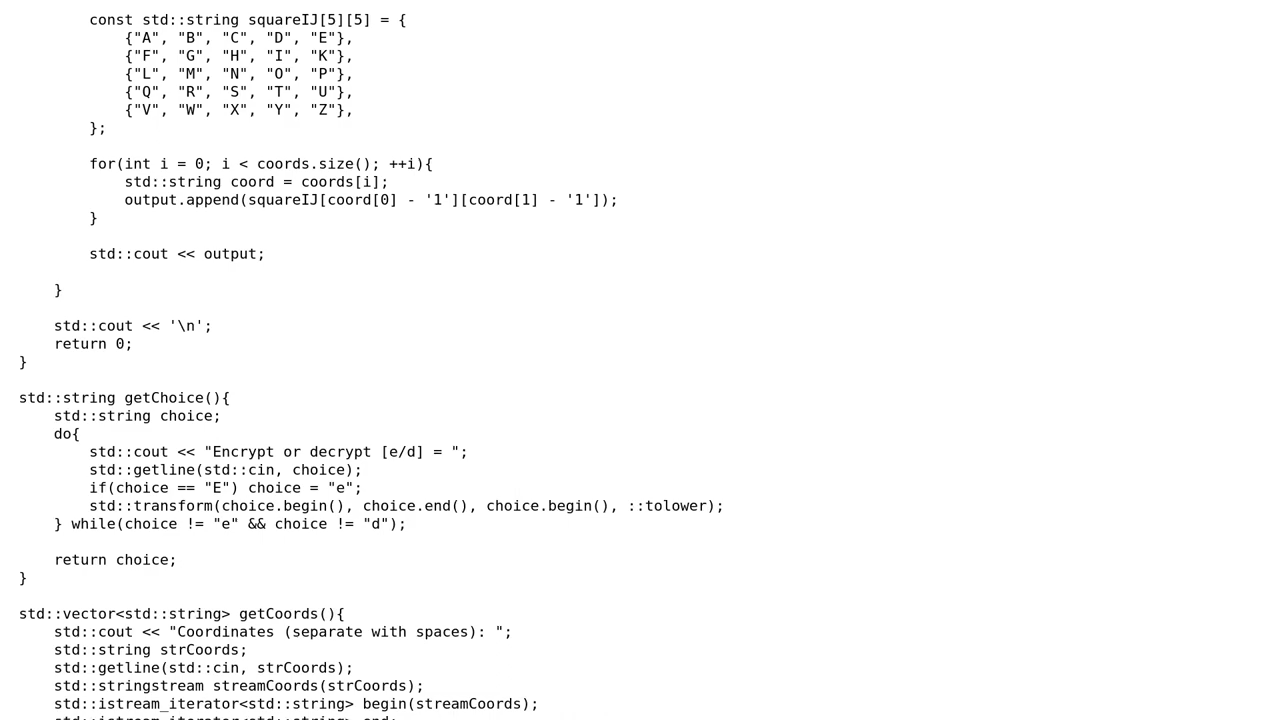 const std::string squareIJ[5][5] = {
            {"A", "B", "C", "D", "E"},
            {"F", "G", "H", "I", "K"},
            {"L", "M", "N", "O", "P"},
            {"Q", "R", "S", "T", "U"},
            {"V", "W", "X", "Y", "Z"},
        };

        for(int i = 0; i < coords.size(); ++i){
            std::string coord = coords[i];
            output.append(squareIJ[coord[0] - '1'][coord[1] - '1']);
        }

        std::cout << output;

    }

    std::cout << '\n';
    return 0;
}

std::string getChoice(){
    std::string choice;
    do{
        std::cout << "Encrypt or decrypt [e/d] = ";
        std::getline(std::cin, choice);
        if(choice == "E") choice = "e";
        std::transform(choice.begin(), choice.end(), choice.begin(), ::tolower);
    } while(choice != "e" && choice != "d");

    return choice;
}

std::vector<std::string> getCoords(){
    std::cout << "Coordinates (separate with spaces): ";
    std::string strCoords;
    std::getline(std::cin, strCoords);
    std::stringstream streamCoords(strCoords);
    std::istream_iterator<std::string> begin(streamCoords);